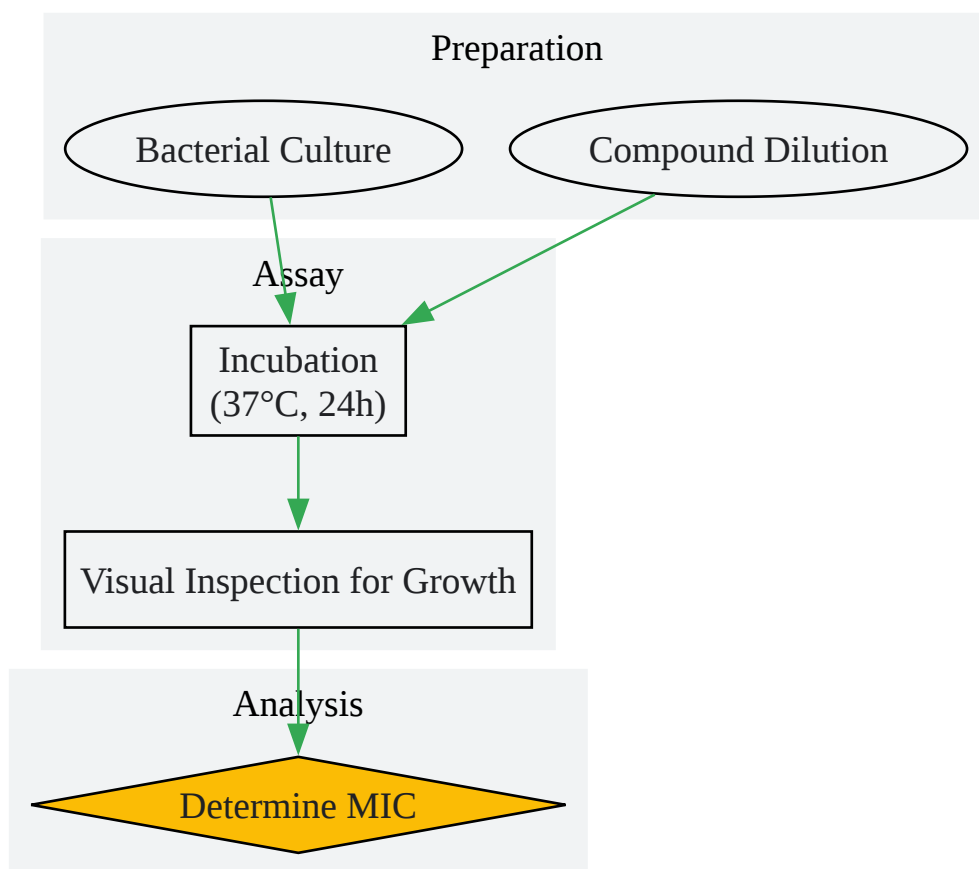 Preparation
Bacterial Culture
Compound Dilution
Assay
Incubation
(37°C, 24h)
Visual Inspection for Growth
Analysis
Determine MIC